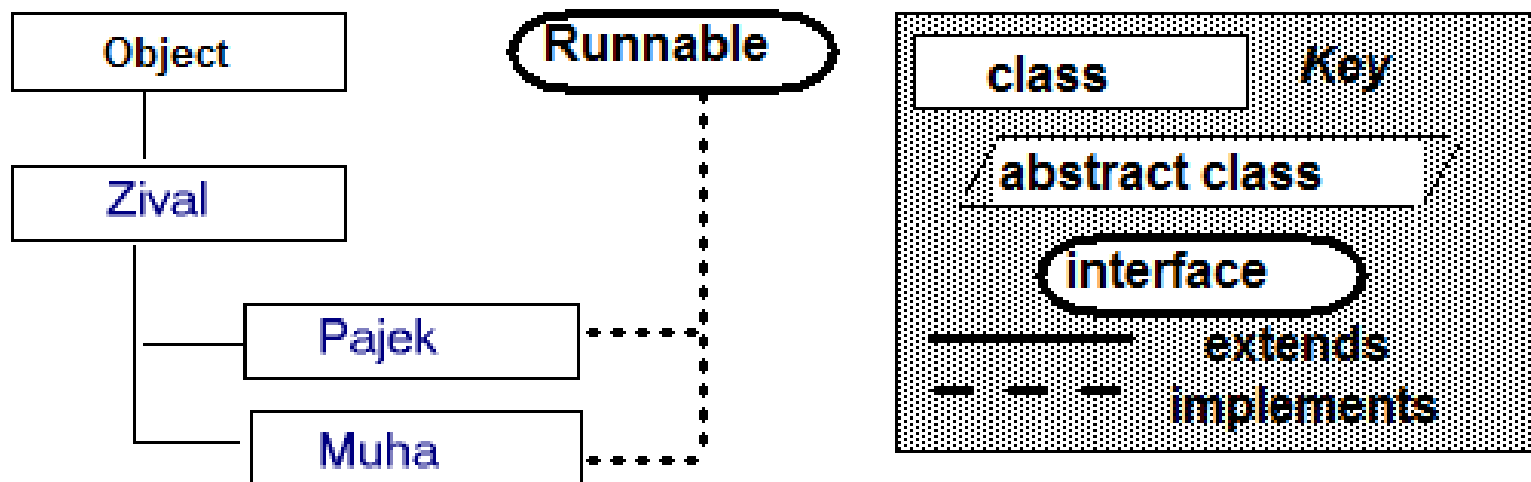 Object
Runnable
Zival
Pajek
Muha
Key
class
abstract class
interface
extends
implements